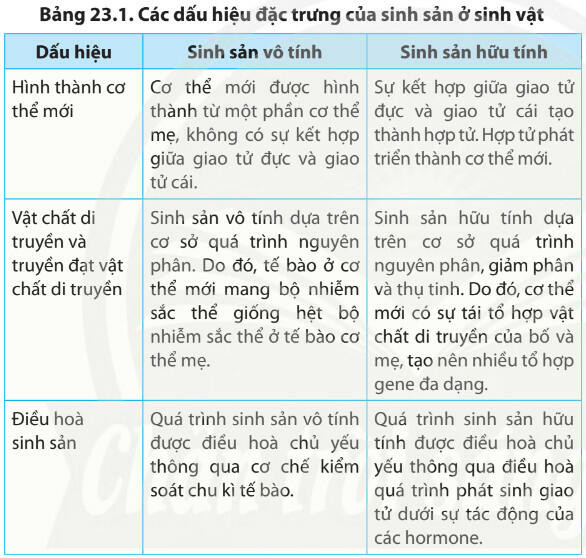 Bảng 23.1. Các dấu hiệu đặc trưng của sinh sản ở sinh vật
Dấu hiệu
Sinh sản vô tính
Sinh sản hữu tính
Hình thành cơ
thể mới
Cơ thể mới được hình
thành từ một phần cơ thể
mẹ, không có sự kết hợp
giữa giao tử đực và giao
tử cái.
Sự kết hợp giữa giao tử
đực và giao tử cái tạo
thành hợp tử. Hợp tử phát
triển thành cơ thể mới.
Vật chất di
truyền và
truyền đạt vật
chất di truyền
Sinh sản vô tính dựa trên
cơ sở quá trình nguyên
phân. Do đó, tế bào ở cơ
thể mới mang bộ nhiễm
sắc thể giống hệt bộ
nhiễm sắc thể ở tế bào cơ
thể mẹ.
Sinh sản hữu tính dựa
trên cơ sở quá trình
nguyên phân, giảm phân
và thụ tinh. Do đó, cơ thể
mới có sự tái tổ hợp vật
chất di truyền của bố và
mẹ, tạo nên nhiều tổ hợp
gene đa dạng.
Điều hoà
sinh sản
Quá trình sinh sản vô tính
được điều hoà chủ yếu
thông qua cơ chế kiểm
soát chu kì tế bào.
Quá trình sinh sản hữu
tính được điều hoà chủ
yếu thông qua điều hoà
quá trình phát sinh giao
tử dưới sự tác động của
các hormone.